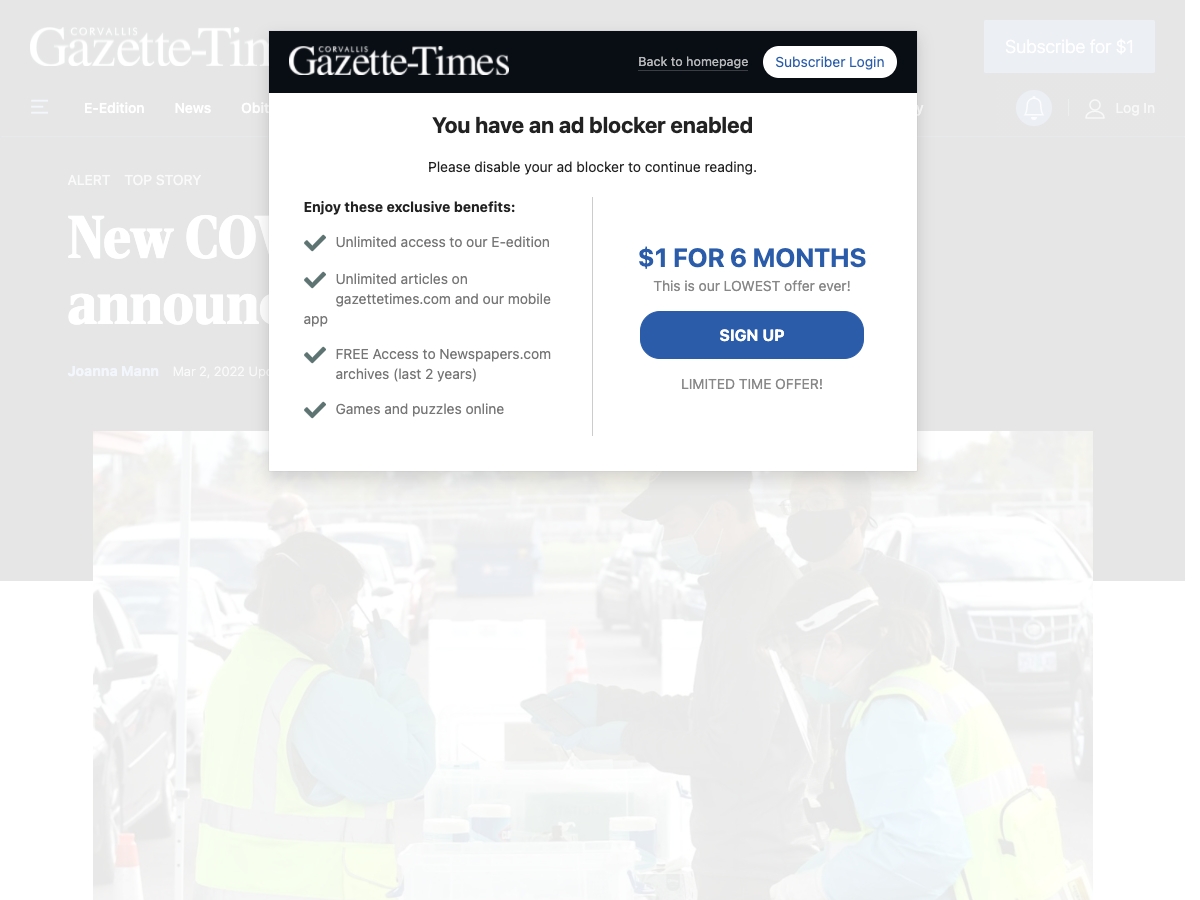 CORVALLIS
Gazette-Tim
Subscribe for $1
E-Edition News Obit
Log In
ALERT TOP STORY
New COV
announc
Joanna Mann Mar 2, 2022 Upd
CORVALLIS
Gazette-Times
Back to homepage
Subscriber Login
You have an ad blocker enabled
Please disable your ad blocker to continue reading.
Enjoy these exclusive benefits:
Unlimited access to our E-edition
Unlimited articles on
gazettetimes.com and our mobile
app
FREE Access to Newspapers.com
archives (last 2 years)
Games and puzzles online
$1 FOR 6 MONTHS
This is our LOWEST offer ever!
SIGN UP
LIMITED TIME OFFER!